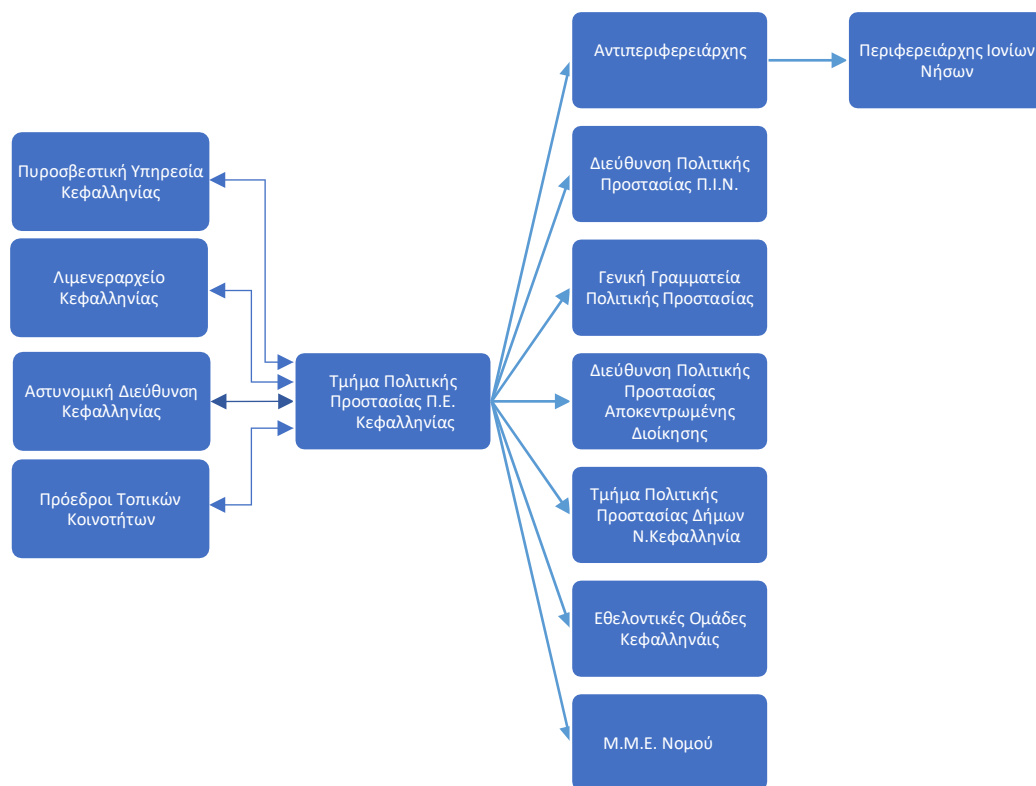 Αντιπεριφερειάρχης
Περιφερειάρχης Ιονίων
Νήσων
Πυροσβεστική Υπηρεσία
Κεφαλληνίας
Διεύθυνση Πολιτικής
Προστασίας Π.Ι.Ν.
Λιμενεραρχείο
Κεφαλληνίας
Γενική Γραμματεία
Πολιτικής Προστασίας
Αστυνομική Διεύθυνση
Κεφαλληνίας
Τμήμα Πολιτικής
Προστασίας Π.Ε.
Κεφαλληνίας
Διεύθυνση Πολιτικής
Προστασίας
Αποκεντρωμένης
Διοίκησης
Πρόεδροι Τοπικών
Κοινοτήτων
Τμήμα Πολιτικής
Προστασίας Δήμων
Ν.Κεφαλληνία
Εθελοντικές Ομάδες
Κεφαλληνάις
Μ.Μ.Ε. Νομού